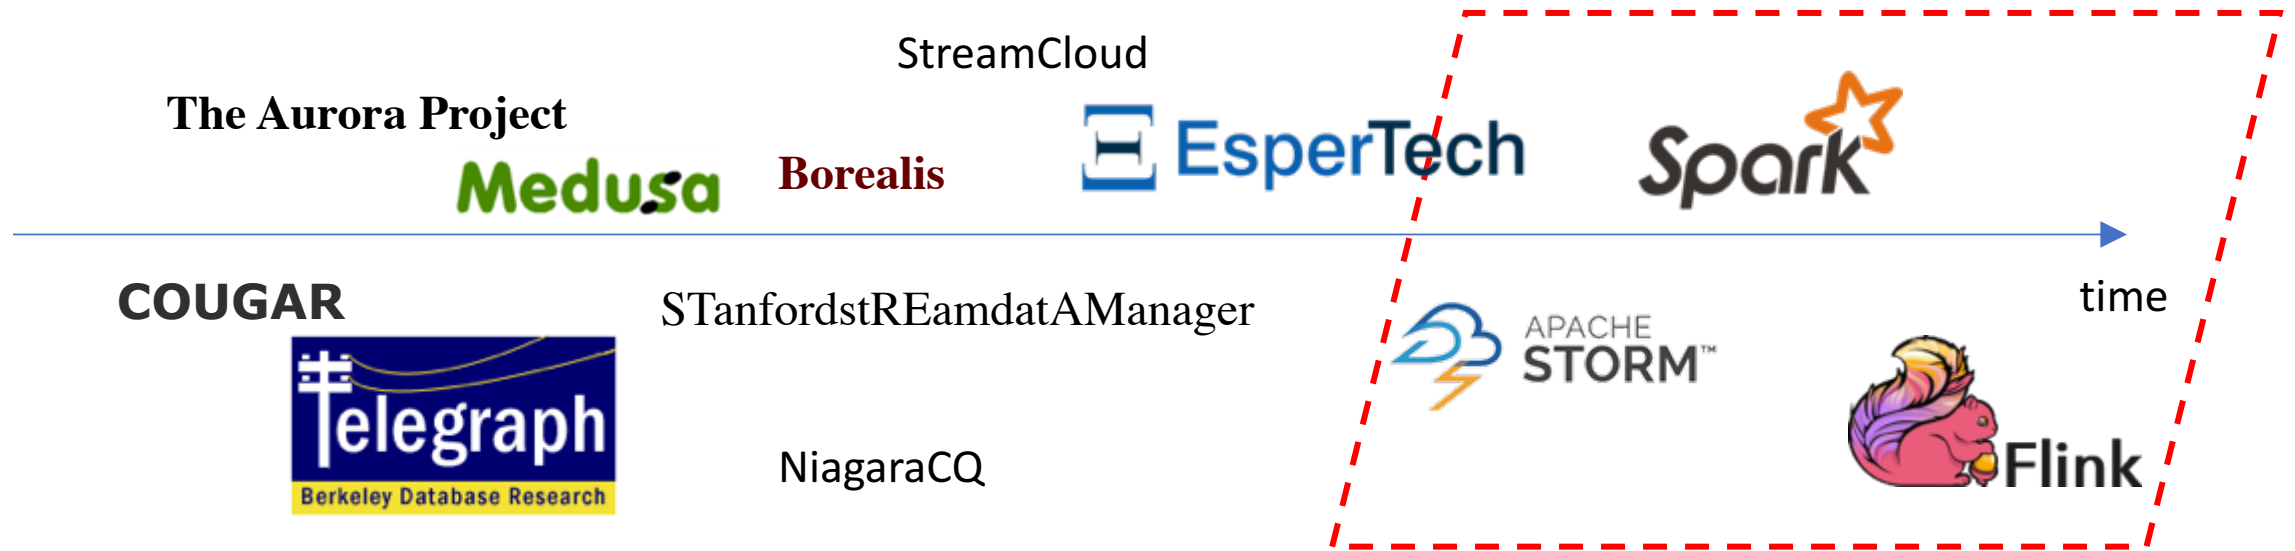 StreamCloud
The Aurora Project
Medusa
Borealis
EsperTech
Spark
time
COUGAR
STanfordstREamdatAManager
APACHE
STORM™
Telegraph
Berkeley Database Research
NiagaraCQ
Flink